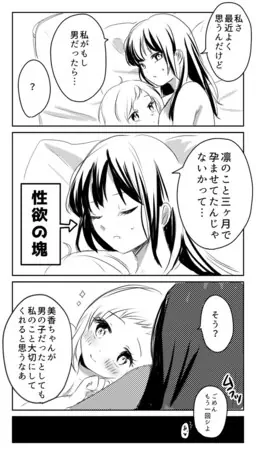 私さ
最近よく
思うんだけど
私がもし
男だったら…
?
凛のこと三ヶ月で
孕ませてたんじゃ
ないかって…
性欲の塊
そう?
美香ちゃんが
男の子だったとしても
私のこと大切にして
くれると思うなあ
ごめん
もう一回シよ